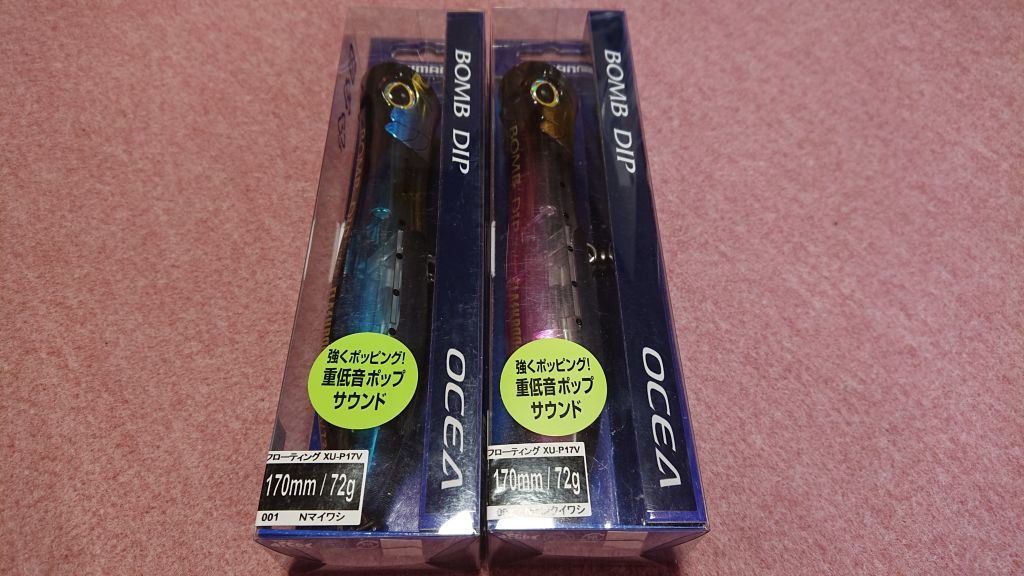 BOMB DIP
OCEA
強くポッピング!
重低音ポップ
サウンド
フローティング XU-P17V
170mm / 72g
001 Nマイワシ
BOMB DIP
BOMB DIP
OCEA
強くポッピング!
重低音ポップ
サウンド
フローティング XU-P17V
170mm / 72g